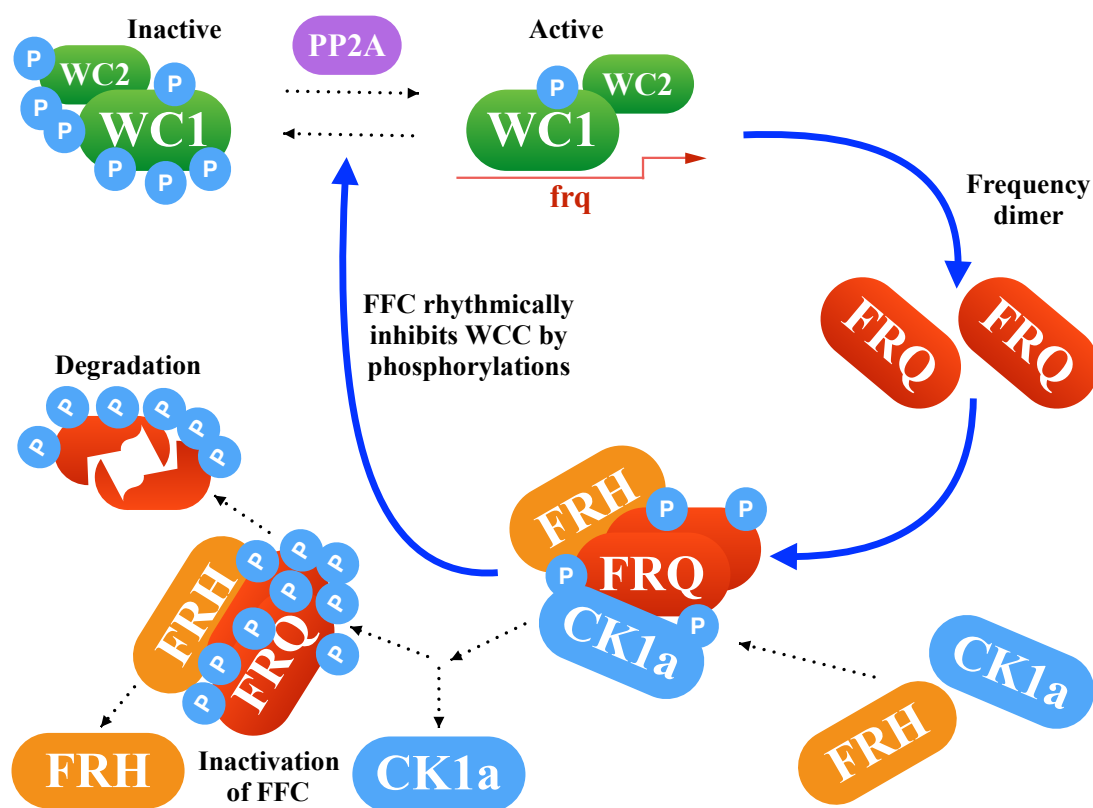 Inactive
PP2A
Active
P
WC2
P
P
P
WC1
P
P
P
P
WC2
WC1
frq
Frequency
dimer
FRQ
FRQ
FFC rhythmically
inhibits WCC by
phosphorylations
Degradation
P
P
P
P
P
P
FRH
P
P
P
FRQ
P
CK1a
P
FRH
P
P
P
P
P
P
P
P
P
P
FRQ
CK1a
FRH
FRH
Inactivation
of FFC
CK1a